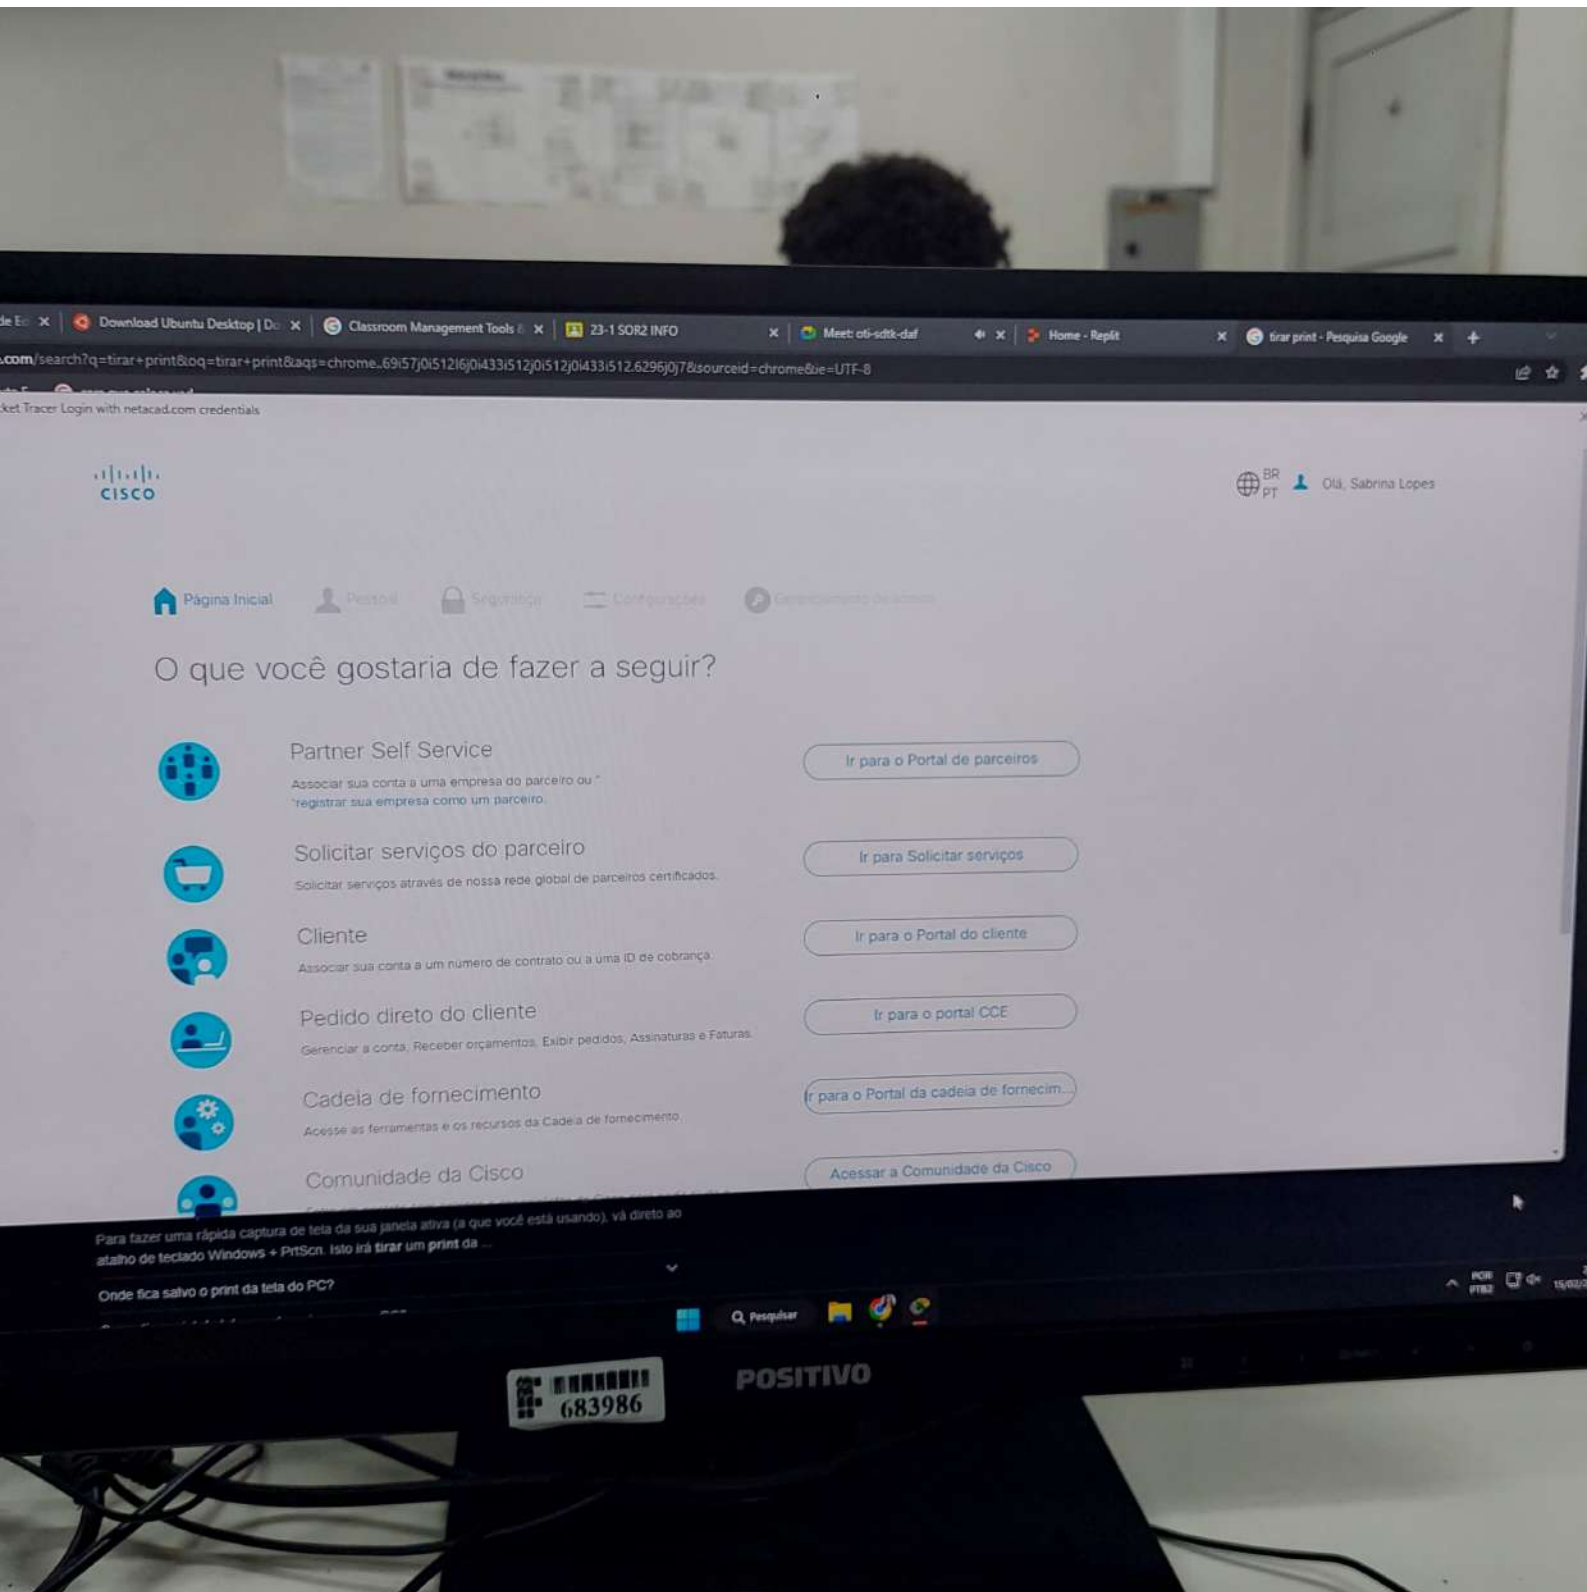 Download Ubuntu Desktop | Do
Classroom Management Tools &
23-1 SOR2 INFO
Meet: oti-sdtk-daf
Home - Replit
tirar print - Pesquisa Google
.com/search?q=tirar+print&oq=tirar+print&aqs=chrome..69i57j0i512l6j0i433i512j0i512j0i433i512.6296j0j7&sourceid=chrome&ie=UTF-8
cket Tracer Login with netacad.com credentials
CISCO
BR
PT
Olá, Sabrina Lopes
Página Inicial
Pessoal
Segurança
Configurações
Gerenciamento de acesso
O que você gostaria de fazer a seguir?
Partner Self Service
Associar sua conta a uma empresa do parceiro ou "
"registrar sua empresa como um parceiro.
Ir para o Portal de parceiros
Solicitar serviços do parceiro
Solicitar serviços através de nossa rede global de parceiros certificados.
Ir para Solicitar serviços
Cliente
Associar sua conta a um número de contrato ou a uma ID de cobrança.
Ir para o Portal do cliente
Pedido direto do cliente
Gerenciar a conta, Receber orçamentos, Exibir pedidos, Assinaturas e Faturas.
Ir para o portal CCE
Cadeia de fornecimento
Acesse as ferramentas e os recursos da Cadeia de fornecimento.
Ir para o Portal da cadeia de fornecim...
Comunidade da Cisco
Acessar a Comunidade da Cisco
Para fazer uma rápida captura de tela da sua janela ativa (a que você está usando), vá direto ao
atalho de teclado Windows + PrtScn. Isto irá tirar um print da ...
Onde fica salvo o print da tela do PC?
Pesquisar
POR
PTB2
15/02/2
683986
POSITIVO